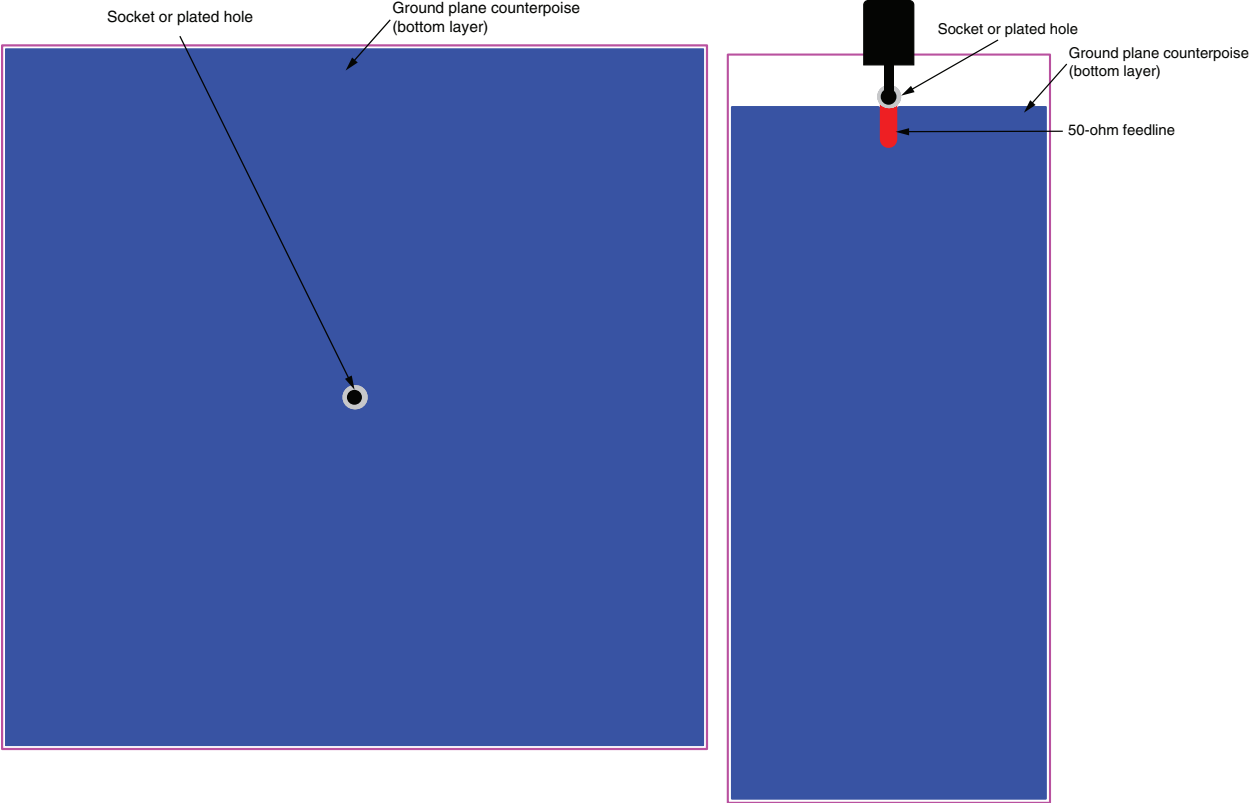 Socket or plated hole
Ground plane counterpoise
(bottom layer)
Socket or plated hole
Ground plane counterpoise
(bottom layer)
50-ohm feedline